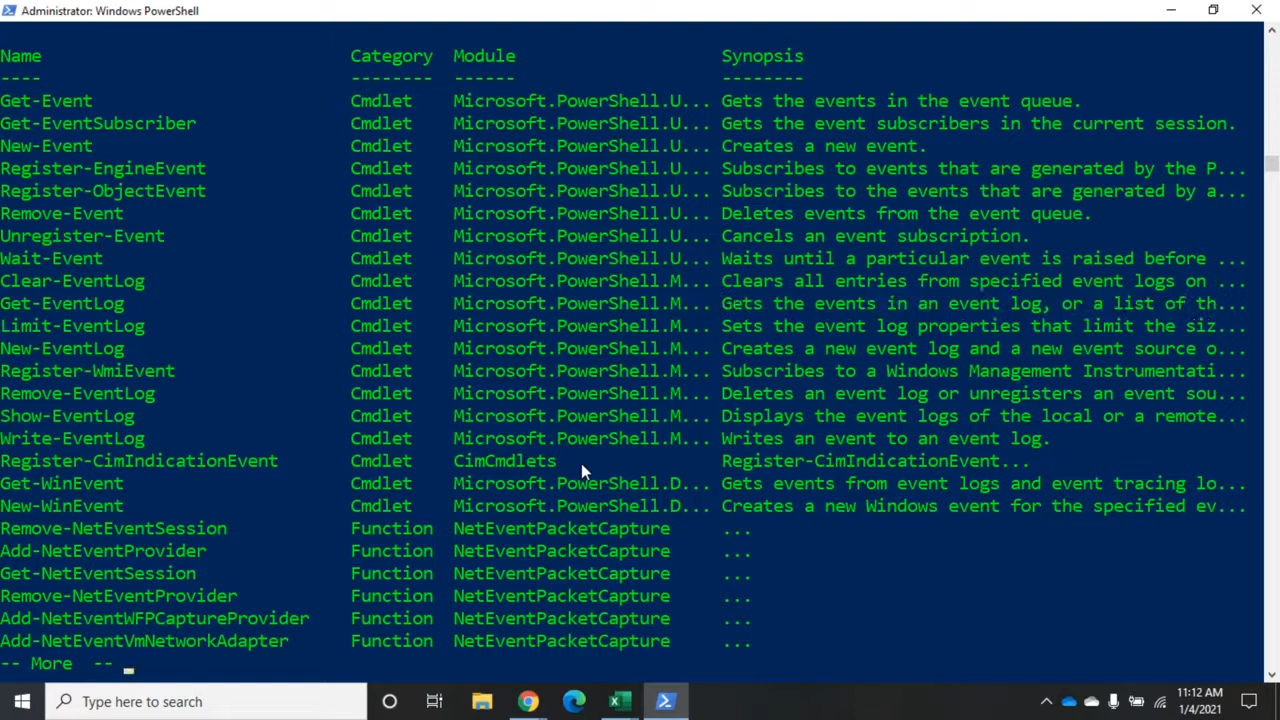 Administrator: Windows PowerShell
Name Category Module Synopsis
---- -------- ------ --------
Get-Event Cmdlet Microsoft.PowerShell.U... Gets the events in the event queue.
Get-EventSubscriber Cmdlet Microsoft.PowerShell.U... Gets the event subscribers in the current session.
New-Event Cmdlet Microsoft.PowerShell.U... Creates a new event.
Register-EngineEvent Cmdlet Microsoft.PowerShell.U... Subscribes to events that are generated by the P...
Register-ObjectEvent Cmdlet Microsoft.PowerShell.U... Subscribes to the events that are generated by a...
Remove-Event Cmdlet Microsoft.PowerShell.U... Deletes events from the event queue.
Unregister-Event Cmdlet Microsoft.PowerShell.U... Cancels an event subscription.
Wait-Event Cmdlet Microsoft.PowerShell.U... Waits until a particular event is raised before ...
Clear-EventLog Cmdlet Microsoft.PowerShell.M... Clears all entries from specified event logs on ...
Get-EventLog Cmdlet Microsoft.PowerShell.M... Gets the events in an event log, or a list of th...
Limit-EventLog Cmdlet Microsoft.PowerShell.M... Sets the event log properties that limit the siz...
New-EventLog Cmdlet Microsoft.PowerShell.M... Creates a new event log and a new event source o...
Register-WmiEvent Cmdlet Microsoft.PowerShell.M... Subscribes to a Windows Management Instrumentati...
Remove-EventLog Cmdlet Microsoft.PowerShell.M... Deletes an event log or unregisters an event sou...
Show-EventLog Cmdlet Microsoft.PowerShell.M... Displays the event logs of the local or a remote...
Write-EventLog Cmdlet Microsoft.PowerShell.M... Writes an event to an event log.
Register-CimIndicationEvent Cmdlet CimCmdlets Register-CimIndicationEvent...
Get-WinEvent Cmdlet Microsoft.PowerShell.D... Gets events from event logs and event tracing lo...
New-WinEvent Cmdlet Microsoft.PowerShell.D... Creates a new Windows event for the specified ev...
Remove-NetEventSession Function NetEventPacketCapture ...
Add-NetEventProvider Function NetEventPacketCapture ...
Get-NetEventSession Function NetEventPacketCapture ...
Remove-NetEventProvider Function NetEventPacketCapture ...
Add-NetEventWFPCaptureProvider Function NetEventPacketCapture ...
Add-NetEventVmNetworkAdapter Function NetEventPacketCapture ...
-- More --
Type here to search
11:12 AM
1/4/2021